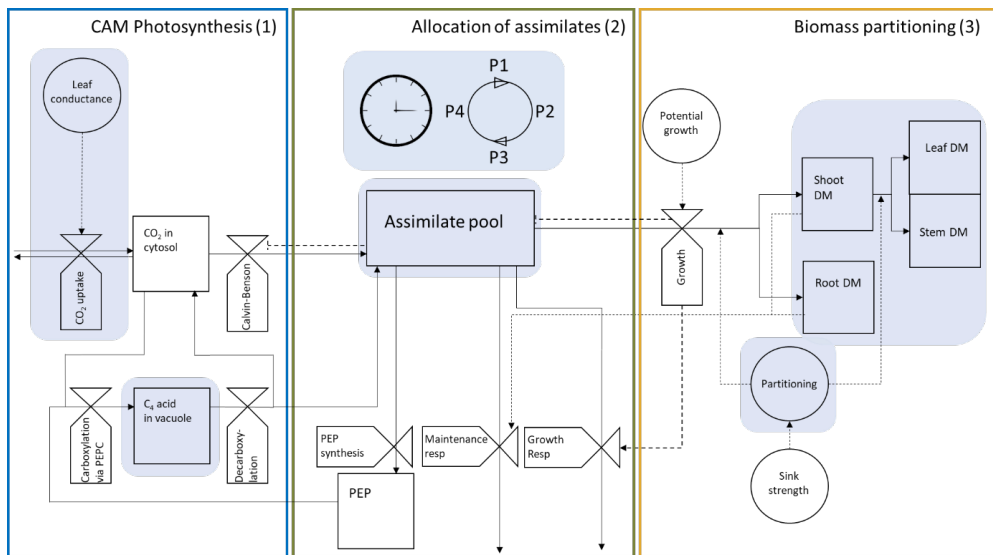 CAM Photosynthesis (1)
Leaf
conductance
CO₂ uptake
CO₂ in
cytosol
Calvin-Benson
Carboxylation
via PEPC
C₄ acid
in vacuole
Decarboxy-
lation
Allocation of assimilates (2)
P1
P4
P2
P3
Assimilate pool
PEP
synthesis
Maintenance
resp
Growth
Resp
PEP
Biomass partitioning (3)
Potential
growth
Growth
Shoot
DM
Leaf DM
Stem DM
Root DM
Partitioning
Sink
strength